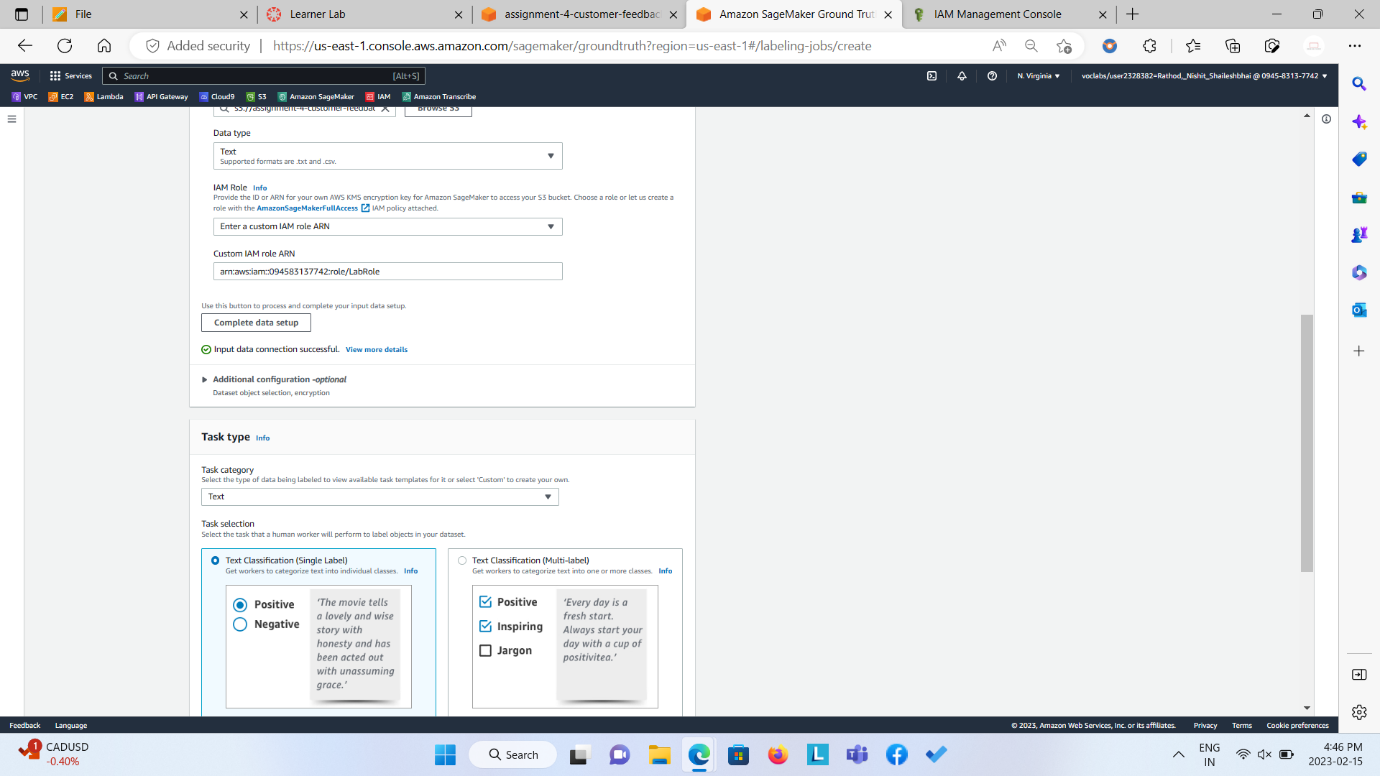 File
Learner Lab
assignment-4-customer-feedbac
Amazon SageMaker Ground Trut
IAM Management Console
Added security
https://us-east-1.console.aws.amazon.com/sagemaker/groundtruth?region=us-east-1#/labeling-jobs/create
aws
Services
Search
[Alt+S]
N. Virginia
voclabs/user2328382=Rathod,_Nishit_Shaileshbhai @ 0945-8313-7742
VPC
EC2
Lambda
API Gateway
Cloud9
S3
Amazon SageMaker
IAM
Amazon Transcribe
s3://assignment-4-customer-feedbac
Browse S3
Data type
Text
Supported formats are .txt and .csv.
IAM Role Info
Provide the ID or ARN for your own AWS KMS encryption key for Amazon SageMaker to access your S3 bucket. Choose a role or let us create a
role with the AmazonSageMakerFullAccess IAM policy attached.
Enter a custom IAM role ARN
Custom IAM role ARN
arn:aws:iam::094583137742:role/LabRole
Use this button to process and complete your input data setup.
Complete data setup
Input data connection successful. View more details
Additional configuration -optional
Dataset object selection, encryption
Task type Info
Task category
Select the type of data being labeled to view available task templates for it or select 'Custom' to create your own.
Text
Task selection
Select the task that a human worker will perform to label objects in your dataset.
Text Classification (Single Label)
Get workers to categorize text into individual classes. Info
Positive
Negative
'The movie tells
a lovely and wise
story with
honesty and has
been acted out
with unassuming
grace.'
Text Classification (Multi-label)
Get workers to categorize text into one or more classes. Info
Positive
Inspiring
Jargon
'Every day is a
fresh start.
Always start your
day with a cup of
positivitea.'
Feedback
Language
© 2023, Amazon Web Services, Inc. or its affiliates.
Privacy
Terms
Cookie preferences
1
CADUSD
-0.40%
Search
ENG
IN
4:46 PM
2023-02-15